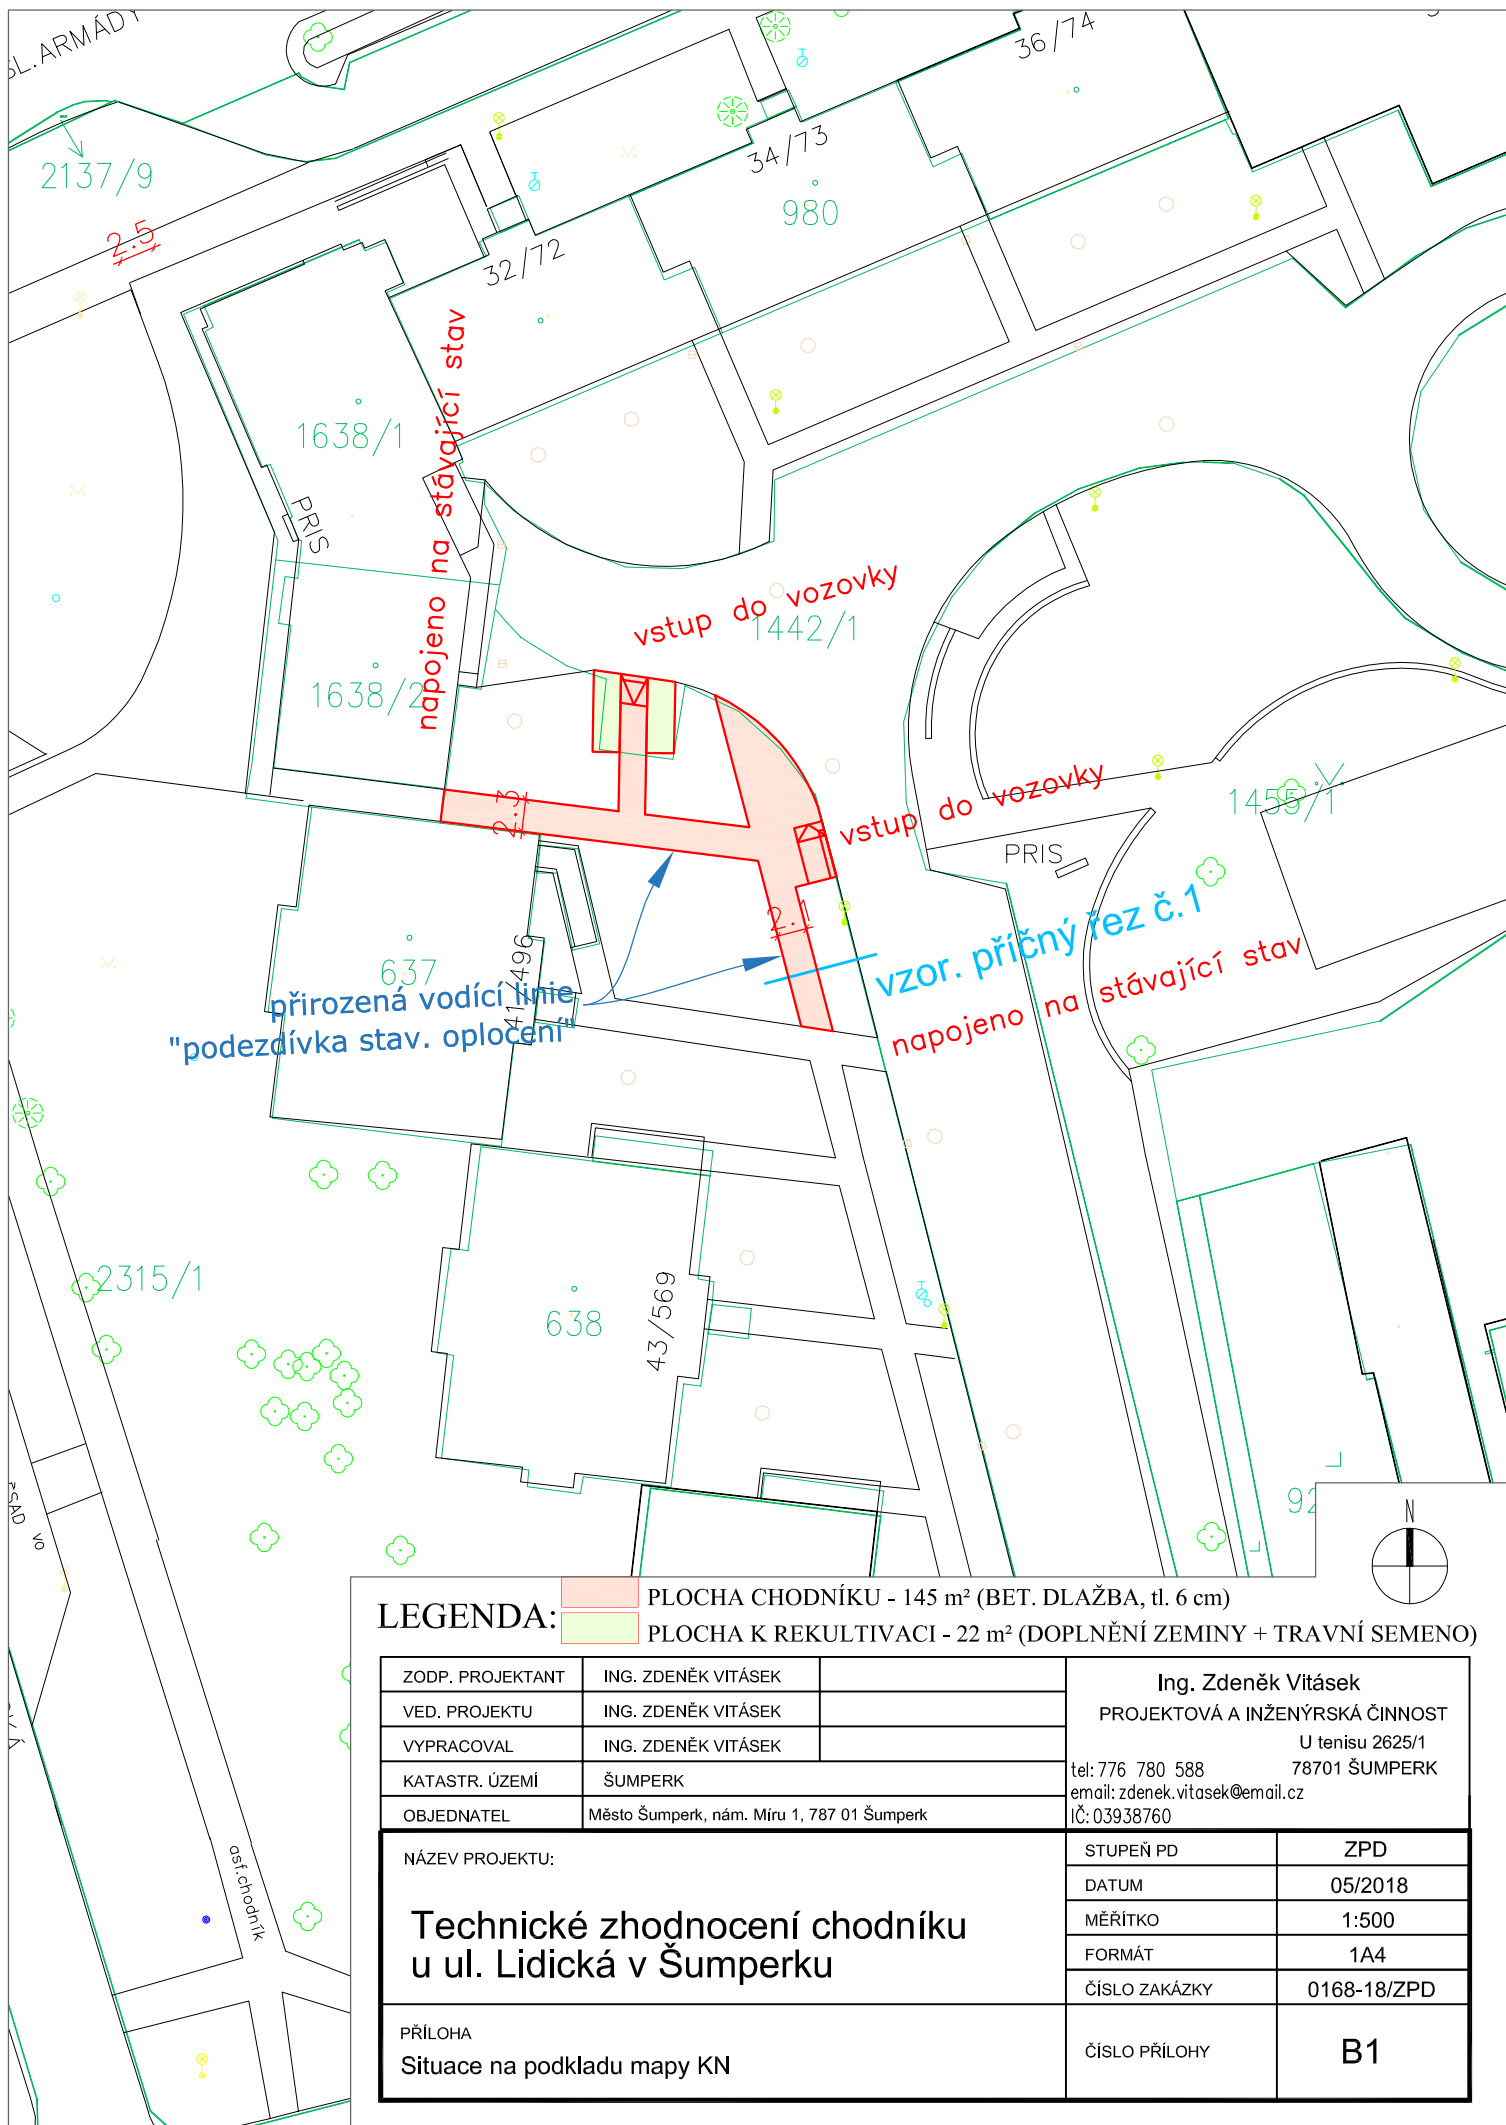 36/74
2137/9
34/73
980
2.5
32/72
napojeno na stávající stav
1638/1
PRIS
vstup do vozovky
1442/1
1638/2
vstup do vozovky
1455/1
2.3
PRIS
2.1
vzor. příčný řez č.1
637
41/496
napojeno na stávající stav
přirozená vodící linie
"podezdívka stav. oplocení"
2315/1
638
43/569
92
N
asf.chodník
LEGENDA:
PLOCHA CHODNÍKU - 145 m² (BET. DLAŽBA, tl. 6 cm)
PLOCHA K REKULTIVACI - 22 m² (DOPLNĚNÍ ZEMINY + TRAVNÍ SEMENO)
ZODP. PROJEKTANT ING. ZDENĚK VITÁSEK
VED. PROJEKTU ING. ZDENĚK VITÁSEK
VYPRACOVAL ING. ZDENĚK VITÁSEK
KATASTR. ÚZEMÍ ŠUMPERK
OBJEDNATEL Město Šumperk, nám. Míru 1, 787 01 Šumperk
Ing. Zdeněk Vitásek
PROJEKTOVÁ A INŽENÝRSKÁ ČINNOST
U tenisu 2625/1
78701 ŠUMPERK
tel: 776 780 588
email: zdenek.vitasek@email.cz
IČ: 03938760
NÁZEV PROJEKTU:
Technické zhodnocení chodníku
u ul. Lidická v Šumperku
STUPEŇ PD ZPD
DATUM 05/2018
MĚŘÍTKO 1:500
FORMÁT 1A4
ČÍSLO ZAKÁZKY 0168-18/ZPD
PŘÍLOHA
Situace na podkladu mapy KN
ČÍSLO PŘÍLOHY B1